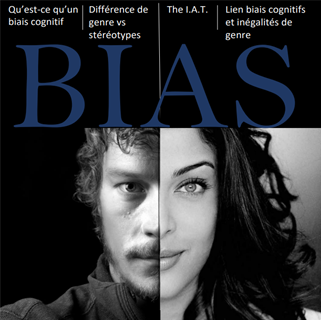 Qu'est-ce qu'un
biais cognitif
Différence de
genre vs
stéréotypes
The I.A.T.
Lien biais cognitifs
et inégalités de
genre
BIAS